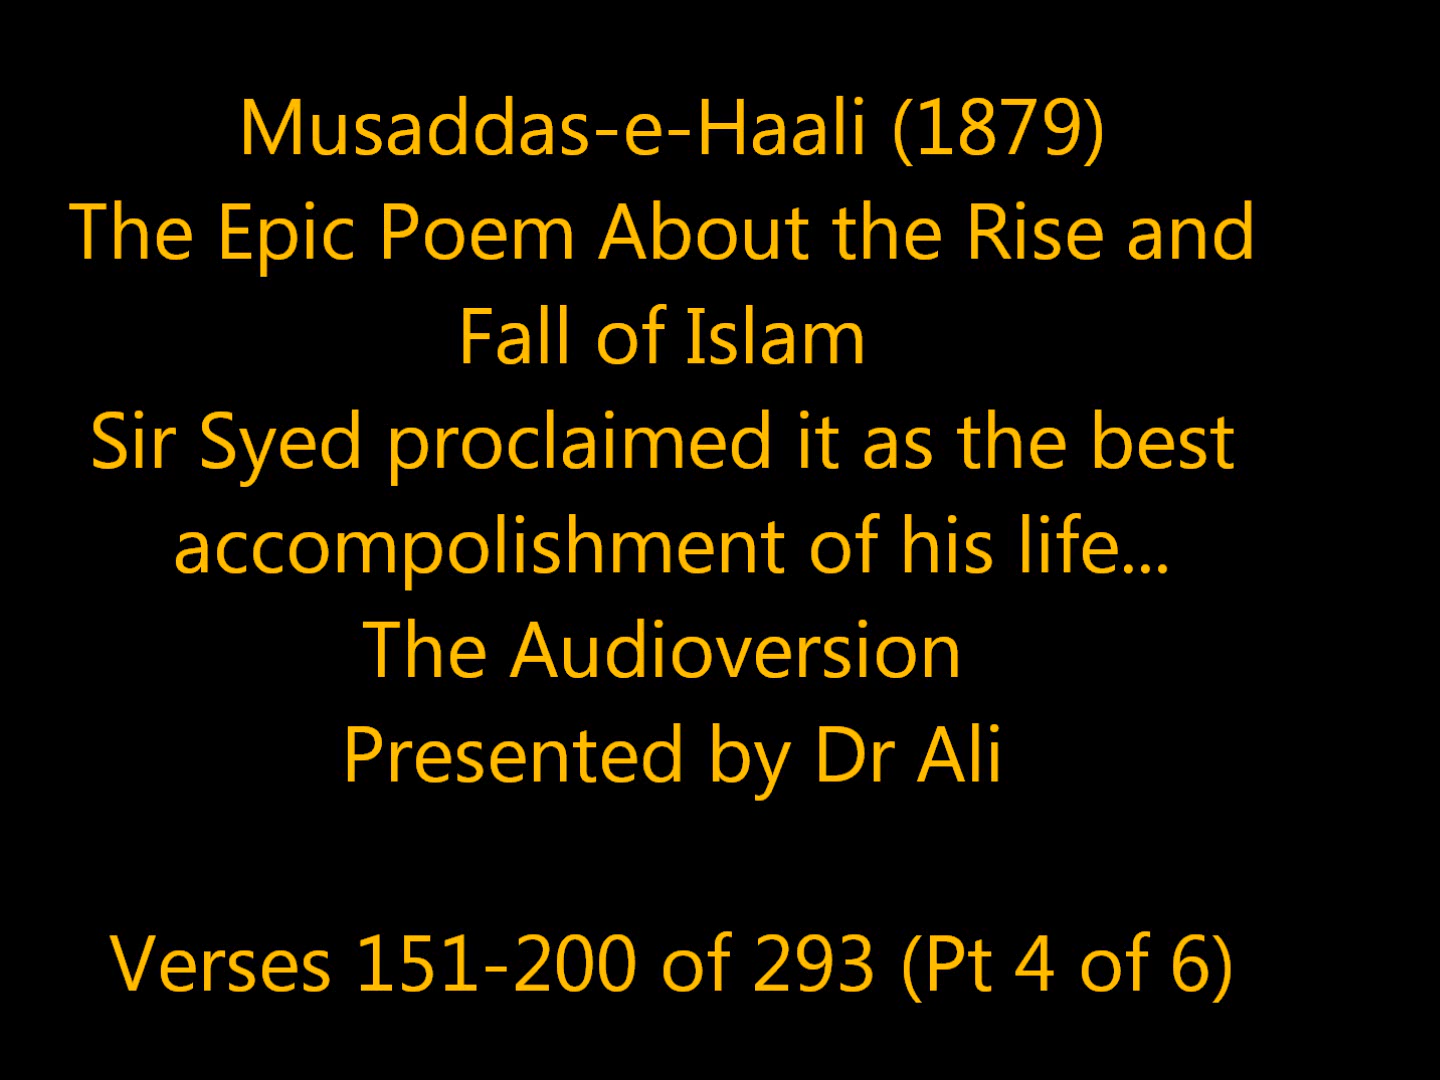 Musaddas-e-Haali (1879)
The Epic Poem About the Rise and
Fall of Islam
Sir Syed proclaimed it as the best
accompolishment of his life...
The Audioversion
Presented by Dr Ali
Verses 151-200 of 293 (Pt 4 of 6)